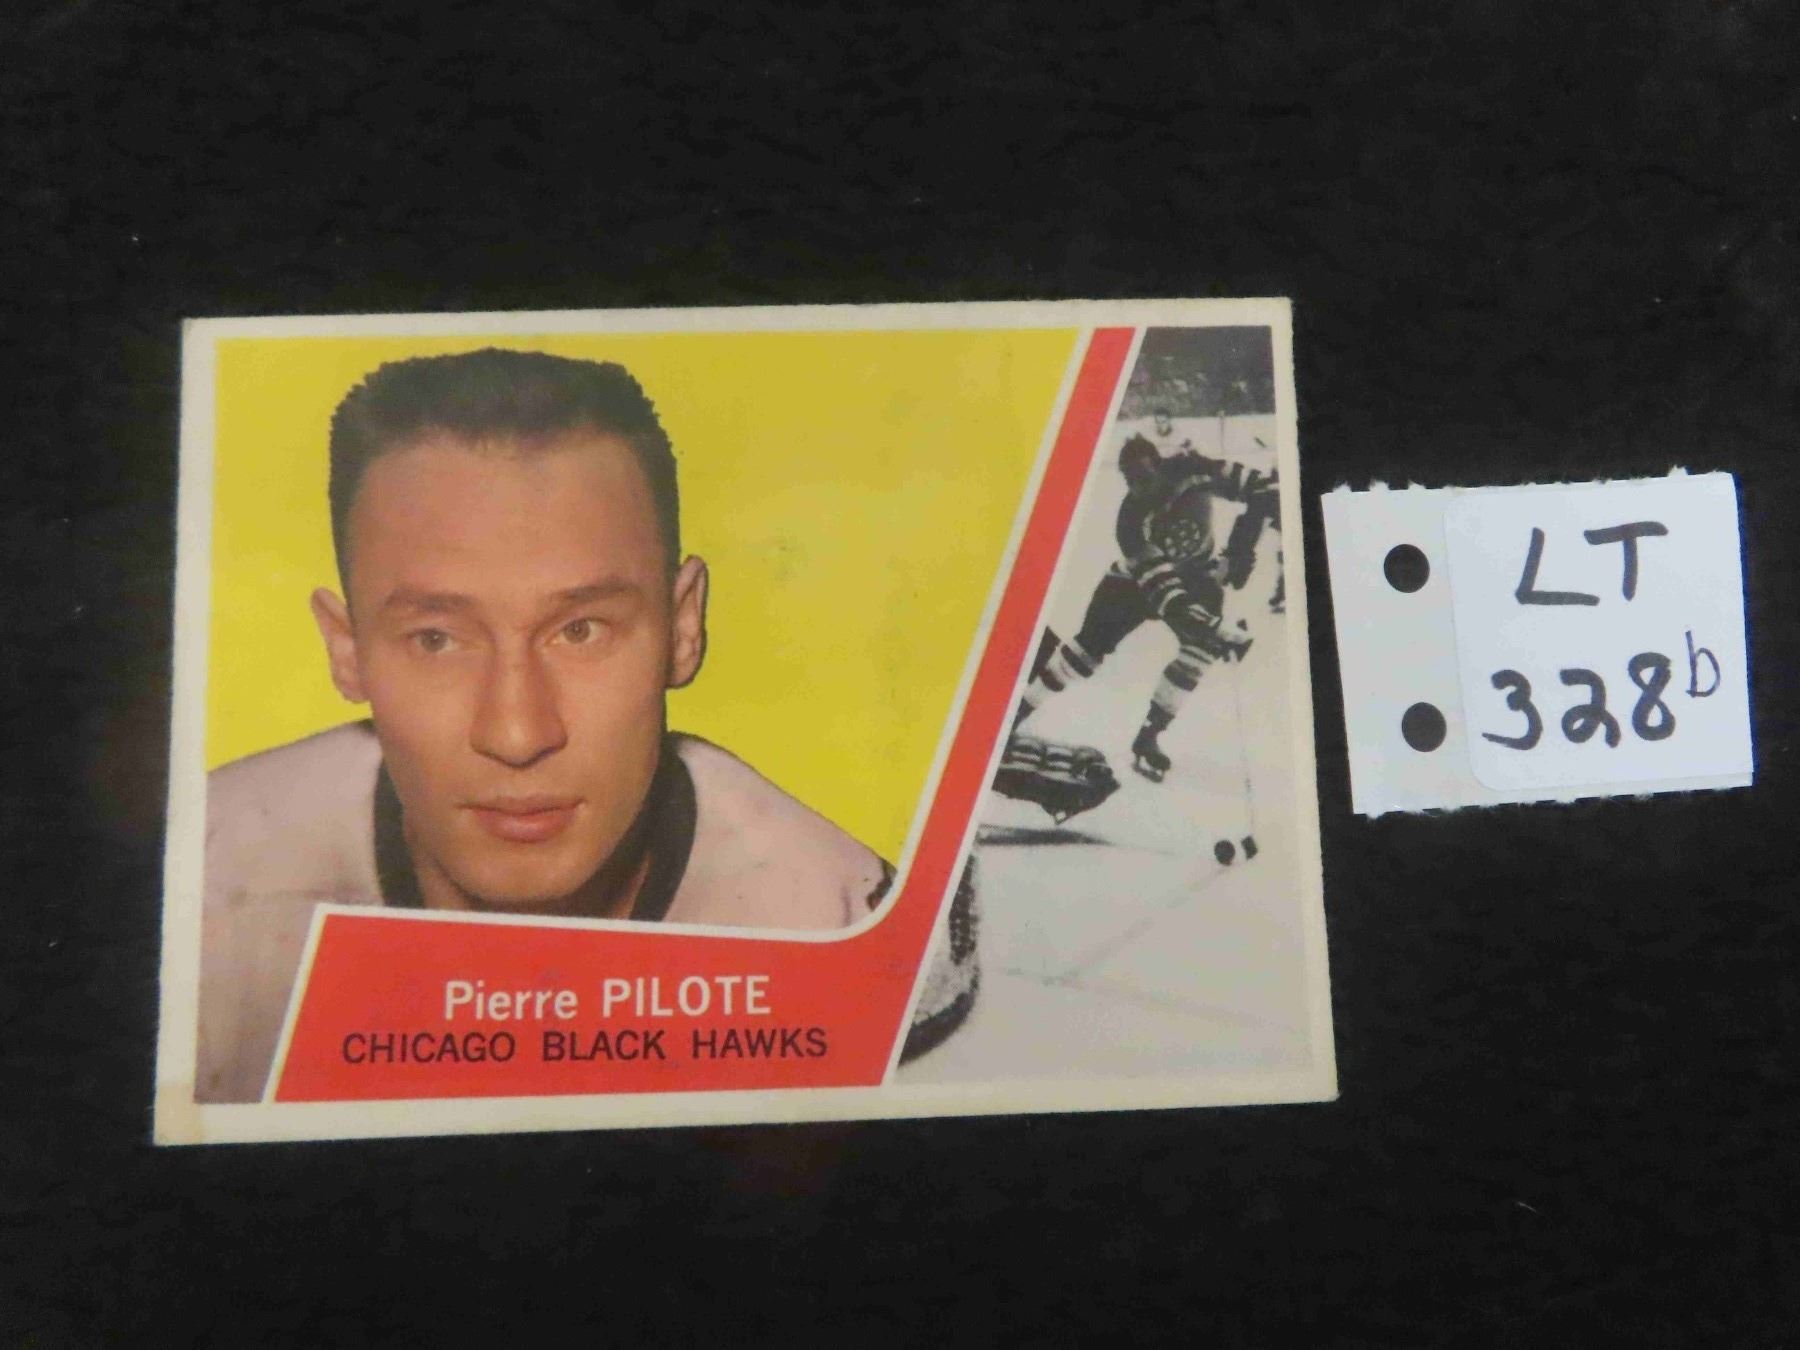 Pierre PILOTE
CHICAGO BLACK HAWKS
LT
328b